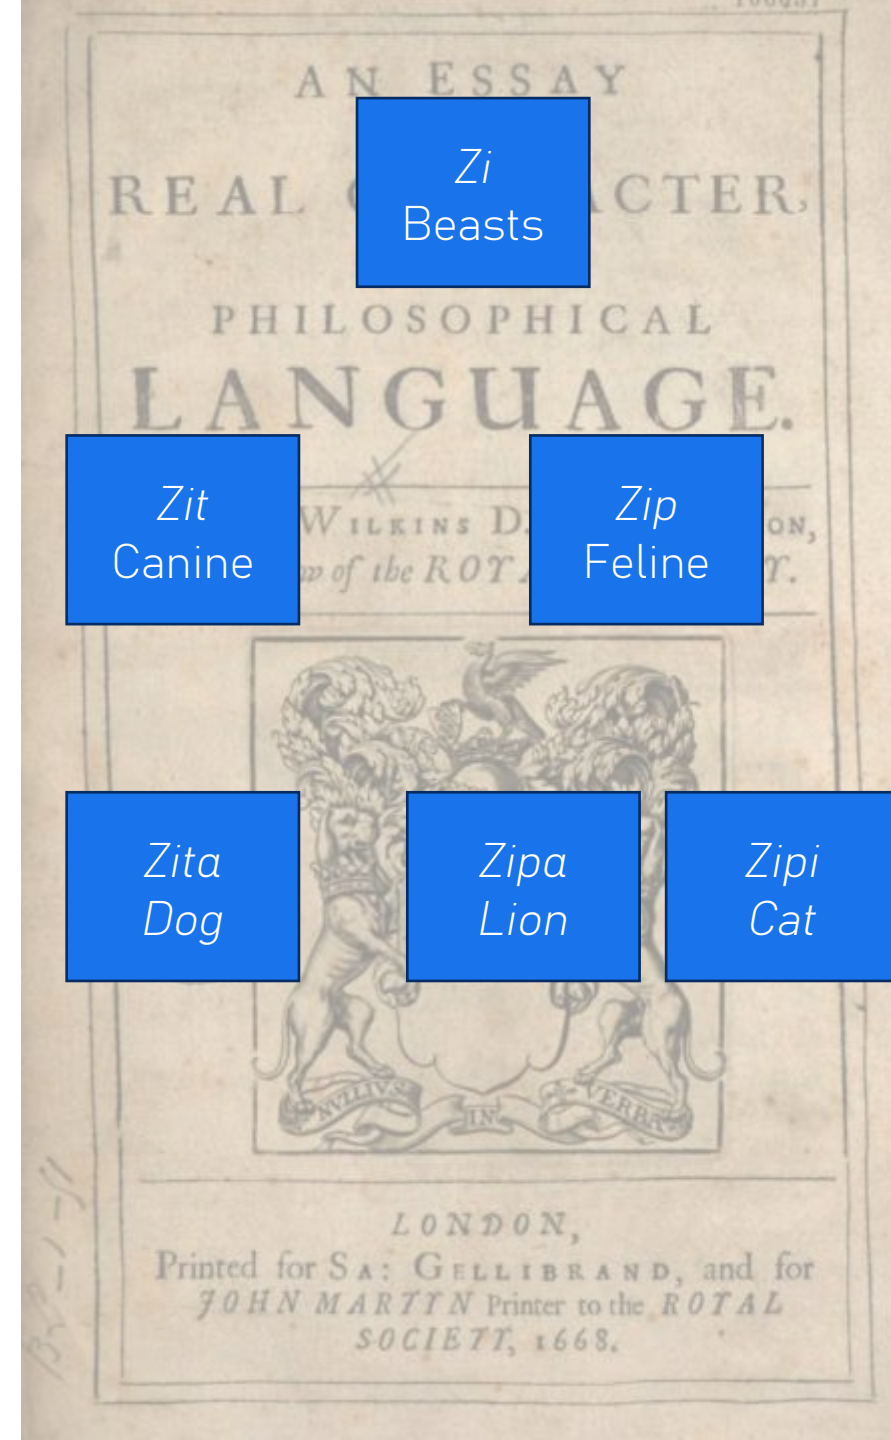 AN ESSAY
Zi
Beasts
REAL
ACTER,
PHILOSOPHICAL
LANGUAGE.
Zit
Canine
Zip
Feline
WILKINS D.
ON,
of the
Zita
Dog
Zipa
Lion
Zipi
Cat
NVLLIVS IN VERBA
LONDON,
Printed for SA: GELLIBRAND, and for
JOHN MARTYN Printer to the ROYAL
SOCIETY, 1668.